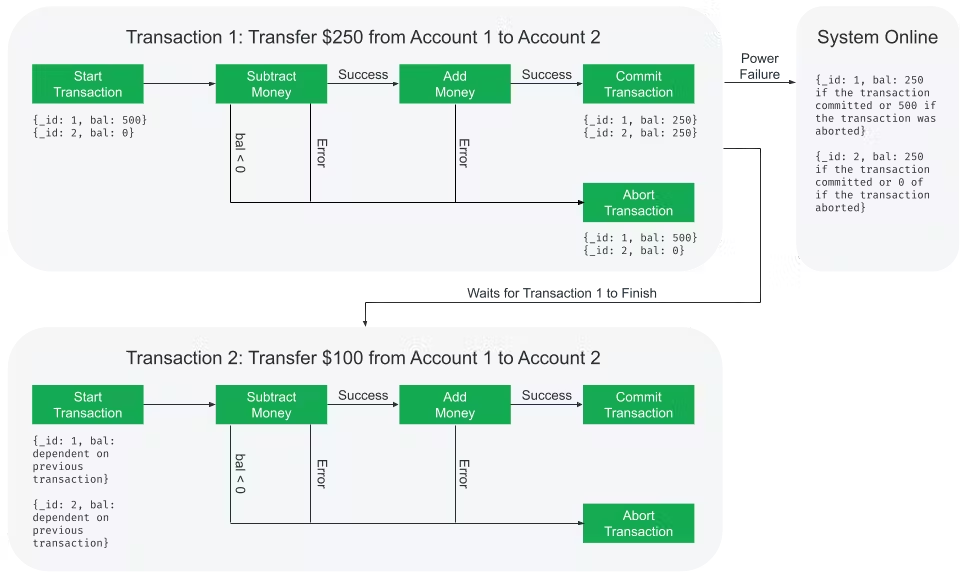 Transaction 1: Transfer $250 from Account 1 to Account 2
Start
Transaction
Subtract
Money
Success
Add
Money
Success
Commit
Transaction
{_id: 1, bal: 500}
{_id: 2, bal: 0}
bal < 0
Error
Error
{_id: 1, bal: 250}
{_id: 2, bal: 250}
Abort
Transaction
{_id: 1, bal: 500}
{_id: 2, bal: 0}
Power
Failure
System Online
{_id: 1, bal: 250
if the transaction
committed or 500 if
the transaction was
aborted}
{_id: 2, bal: 250
if the transaction
committed or 0 of
if the transaction
aborted}
Waits for Transaction 1 to Finish
Transaction 2: Transfer $100 from Account 1 to Account 2
Start
Transaction
Subtract
Money
Success
Add
Money
Success
Commit
Transaction
{_id: 1, bal:
dependent on
previous
transaction}
{_id: 2, bal:
dependent on
previous
transaction}
bal < 0
Error
Error
Abort
Transaction